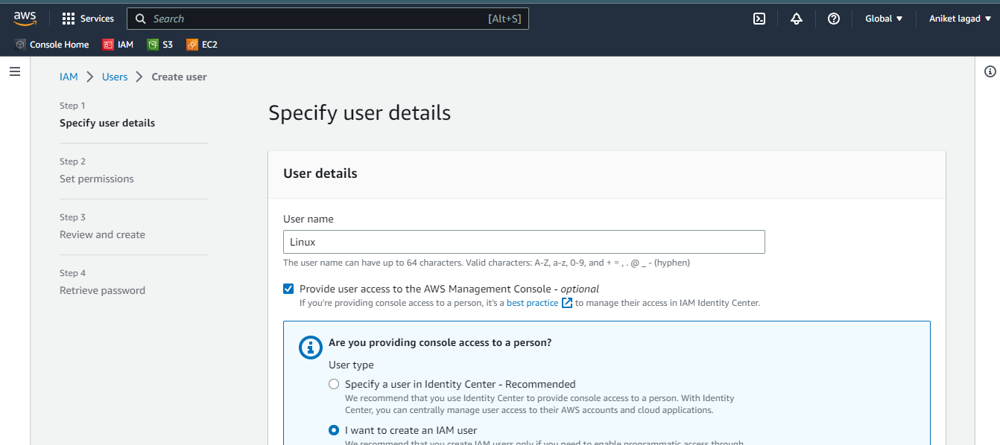 aws
Services
Search [Alt+S]
Global ▼
Aniket lagad ▼
Console Home IAM S3 EC2
IAM > Users > Create user
Step 1
Specify user details
Step 2
Set permissions
Step 3
Review and create
Step 4
Retrieve password
Specify user details
User details
User name
Linux
The user name can have up to 64 characters. Valid characters: A-Z, a-z, 0-9, and + = , . @ _ - (hyphen)
Provide user access to the AWS Management Console - optional
If you're providing console access to a person, it's a best practice to manage their access in IAM Identity Center.
Are you providing console access to a person?
User type
Specify a user in Identity Center - Recommended
We recommend that you use Identity Center to provide console access to a person. With Identity
Center, you can centrally manage user access to their AWS accounts and cloud applications.
I want to create an IAM user
We recommend that you create IAM users only if you need to enable programmatic access through